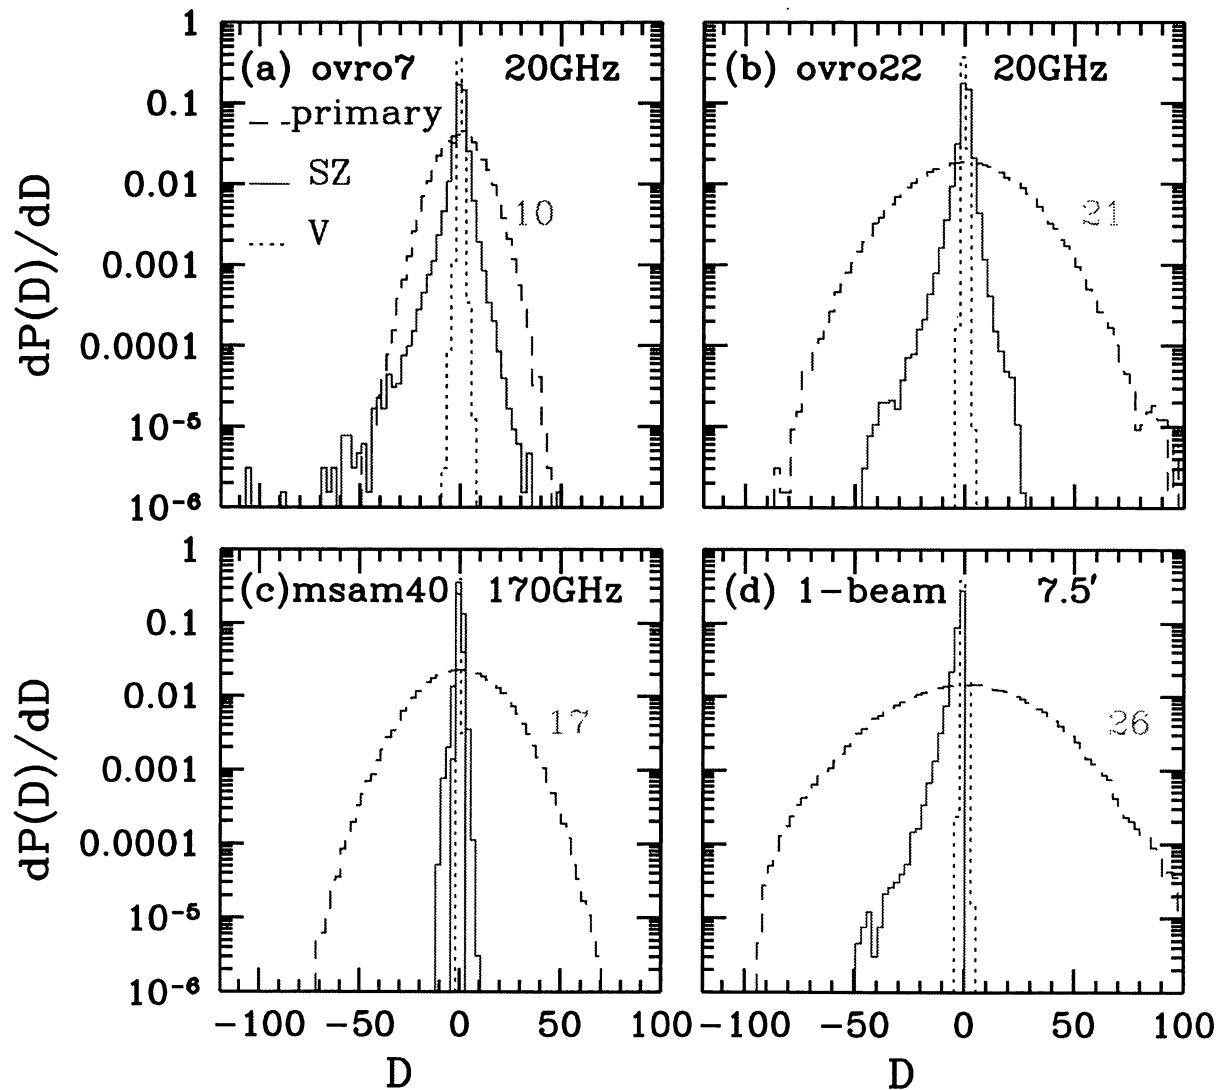 (a) ovro7 20GHz
primary
SZ
V
10
(b) ovro22 20GHz
21
1
0.1
0.01
0.001
0.0001
10-5
10-6
dP(D)/dD
(c)msam40 170GHz
17
(d) 1-beam 7.5'
26
1
0.1
0.01
0.001
0.0001
10-5
10-6
dP(D)/dD
-100 -50 0 50 -100 -50 0 50 100
D D